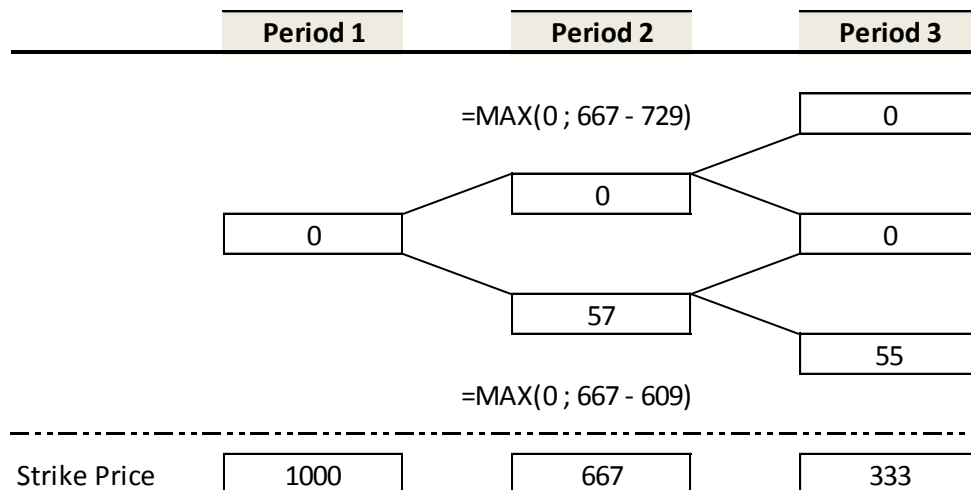 Period 1 Period 2 Period 3
=MAX(0 ; 667 - 729) 0
0
0 0
57
55
=MAX(0 ; 667 - 609)
Strike Price 1000 667 333